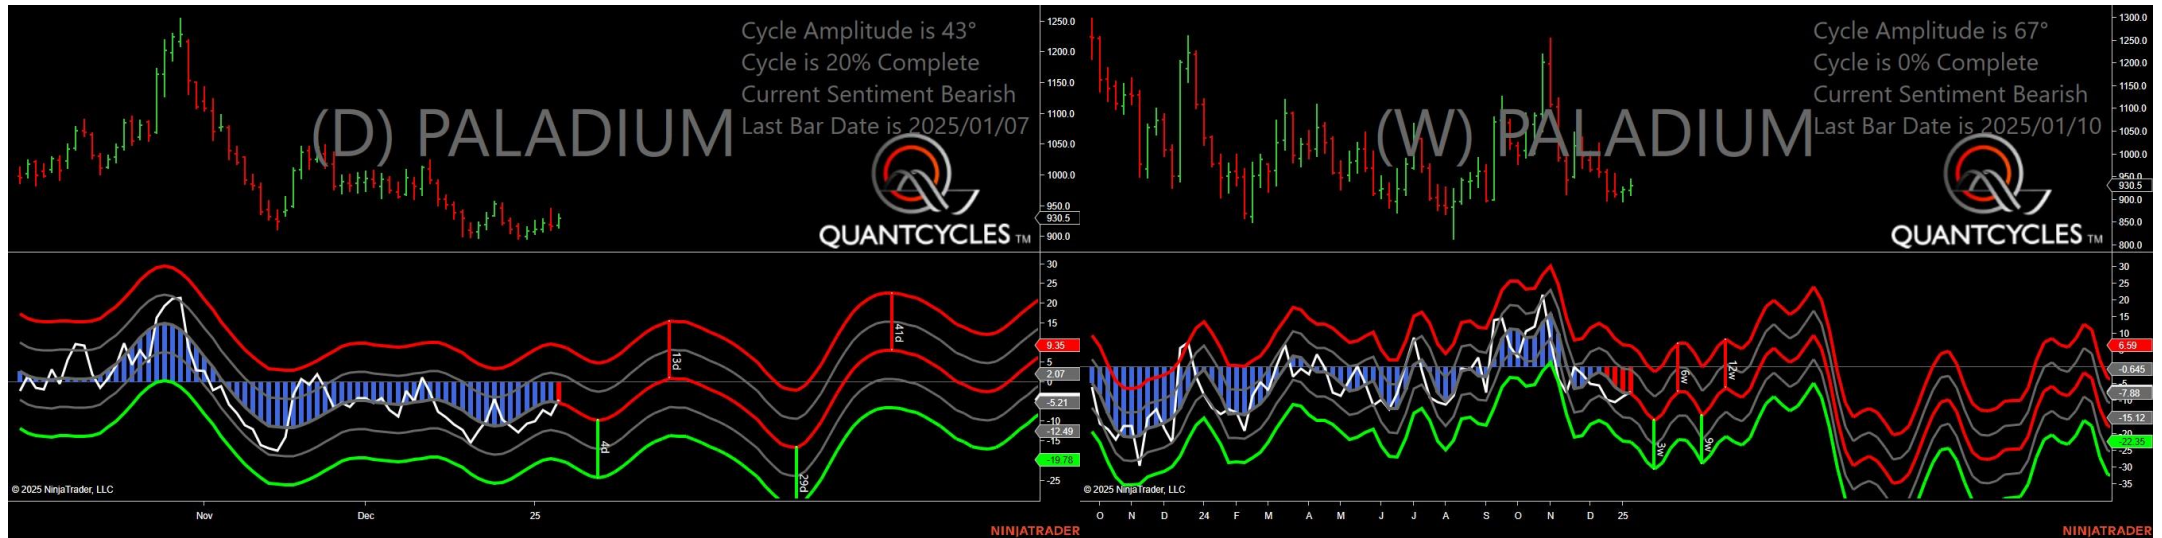 Cycle Amplitude is 43°
Cycle is 20% Complete
Current Sentiment Bearish
Last Bar Date is 2025/01/07
(D) PALADIUM
QUANTCYCLES TM
1250.0
1200.0
1150.0
1100.0
1050.0
1000.0
950.0
930.5
900.0
30
25
20
15
9.35
5
2.07
0
-5.21
-10
-12.49
-15
-19.78
-25
4d
13d
29d
41d
© 2025 NinjaTrader, LLC
Nov Dec 25
NINJATRADER
Cycle Amplitude is 67°
Cycle is 0% Complete
Current Sentiment Bearish
Last Bar Date is 2025/01/10
(W) PALADIUM
QUANTCYCLES TM
1300.0
1250.0
1200.0
1150.0
1100.0
1050.0
1000.0
950.0
930.5
900.0
850.0
800.0
30
25
20
15
10
6.59
-0.645
-5
-7.88
-10
-15.12
-20
-22.35
-25
-30
-35
3w
6w
9w
12w
© 2025 NinjaTrader, LLC
O N D 24 F M A M J J A S O N D 25
NINJATRADER